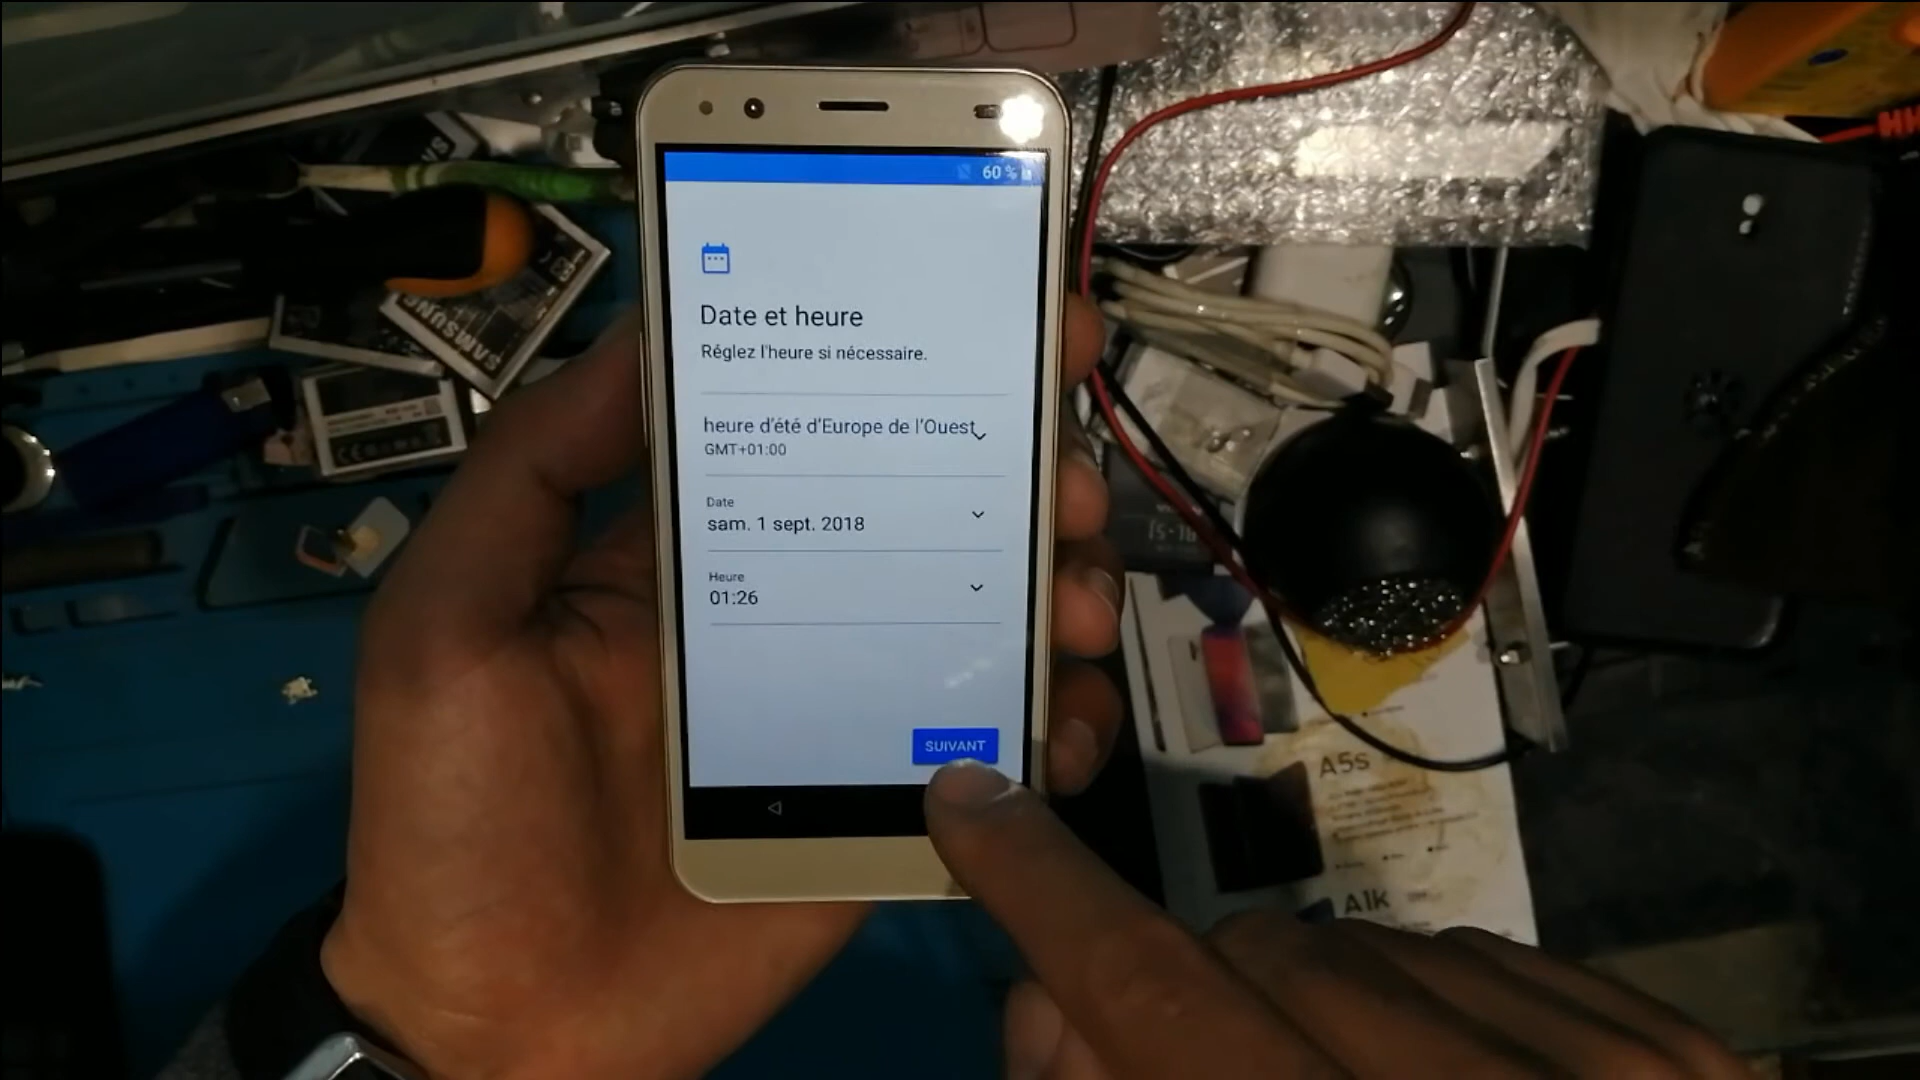 60 %
Date et heure
Réglez l'heure si nécessaire.
heure d'été d'Europe de l'Ouest
GMT+01:00
Date
sam. 1 sept. 2018
Heure
01:26
SUIVANT
SAMSUNG
A5s
A1k